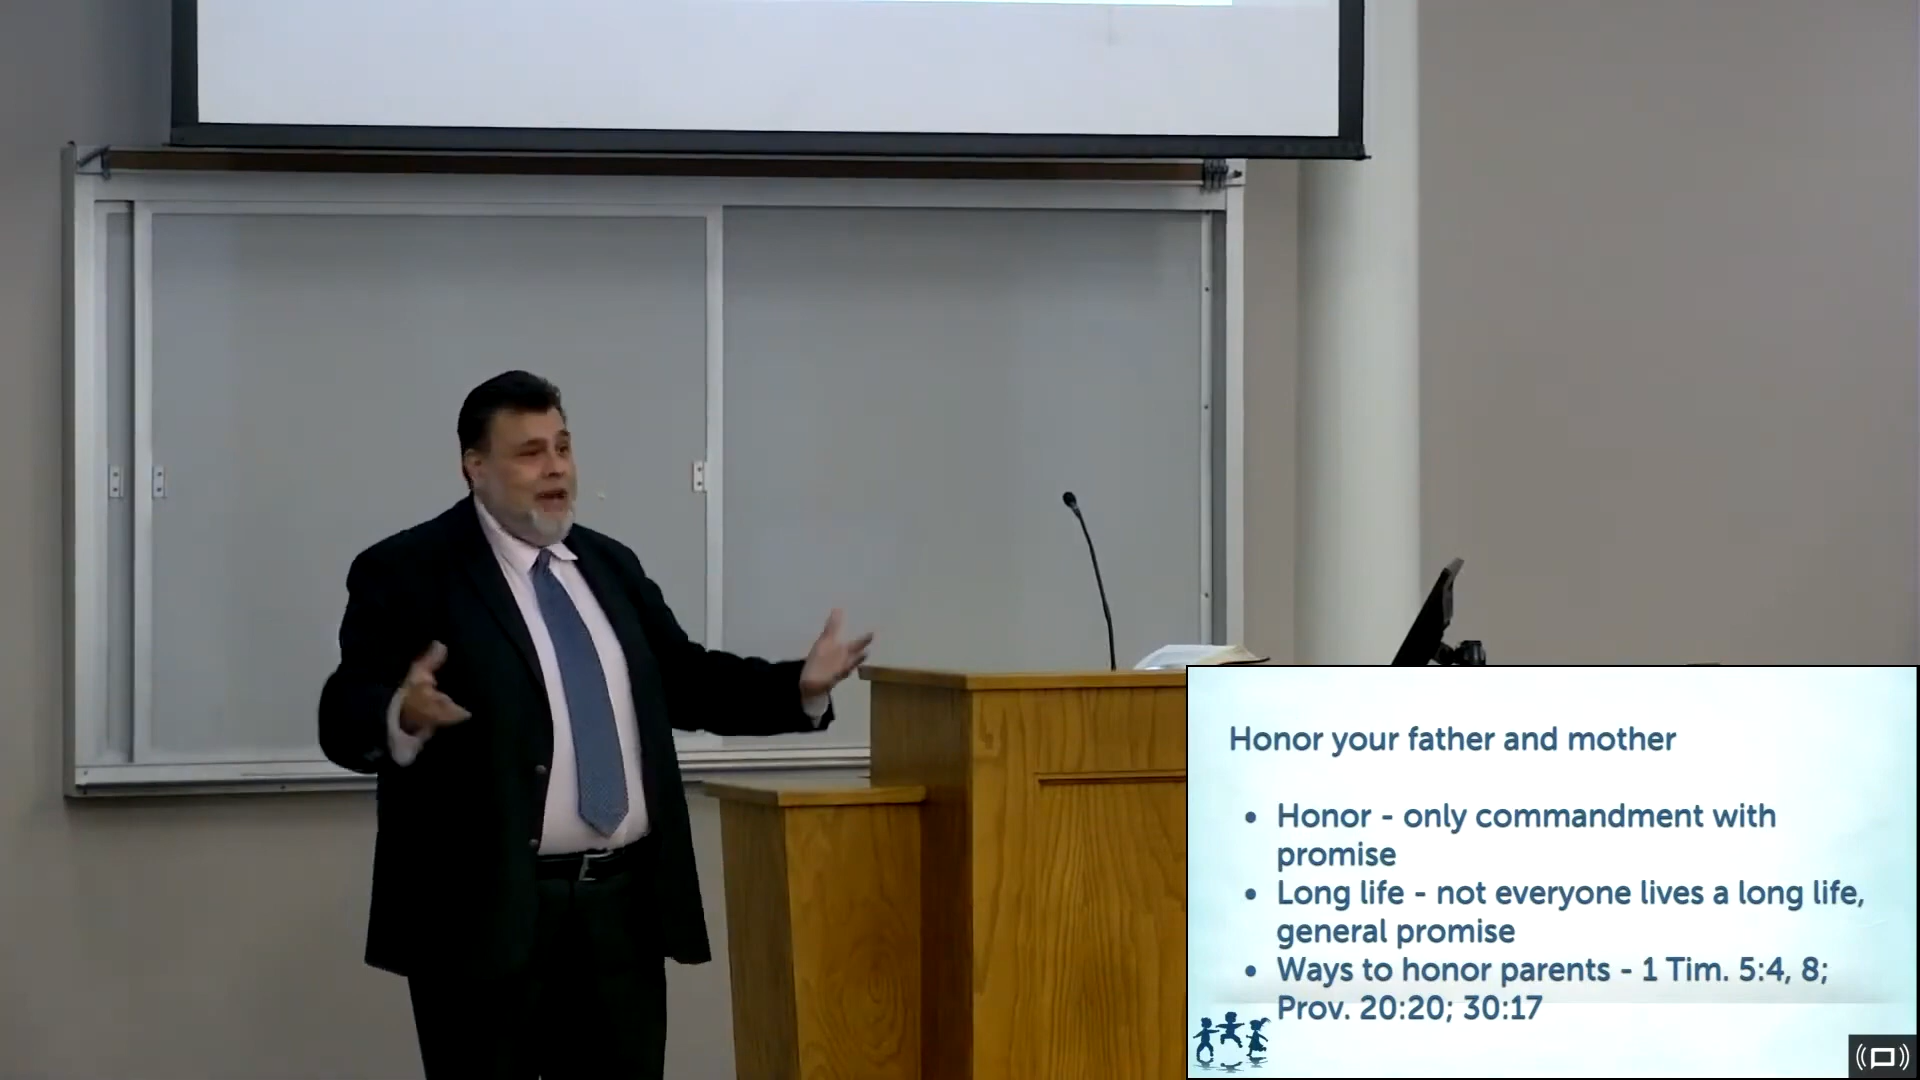 Honor your father and mother
• Honor - only commandment with
promise
• Long life - not everyone lives a long life,
general promise
• Ways to honor parents - 1 Tim. 5:4, 8;
Prov. 20:20; 30:17